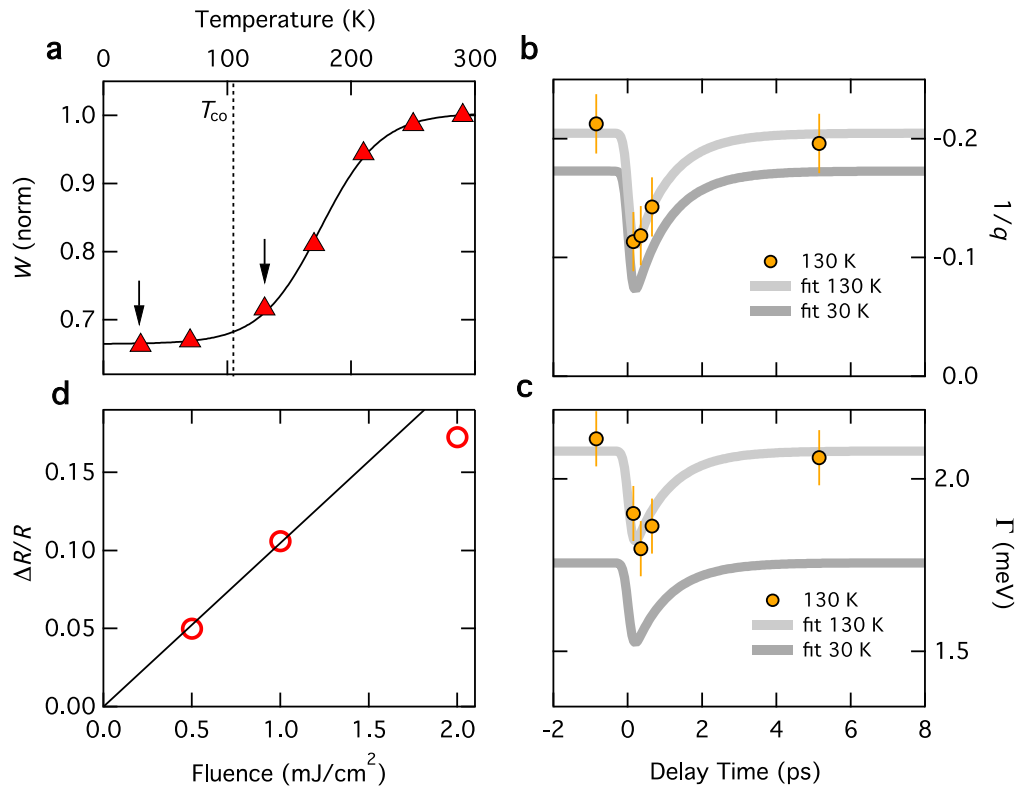 Temperature (K)
a
0
100
200
300
1.0
0.9
0.8
0.7
W (norm)
Tco
b
-0.2
-0.1
0.0
1/q
130 K
fit 130 K
fit 30 K
d
0.15
0.10
0.05
0.00
ΔR/R
0.0
0.5
1.0
1.5
2.0
Fluence (mJ/cm²)
c
2.0
1.5
Γ (meV)
130 K
fit 130 K
fit 30 K
-2
0
2
4
6
8
Delay Time (ps)